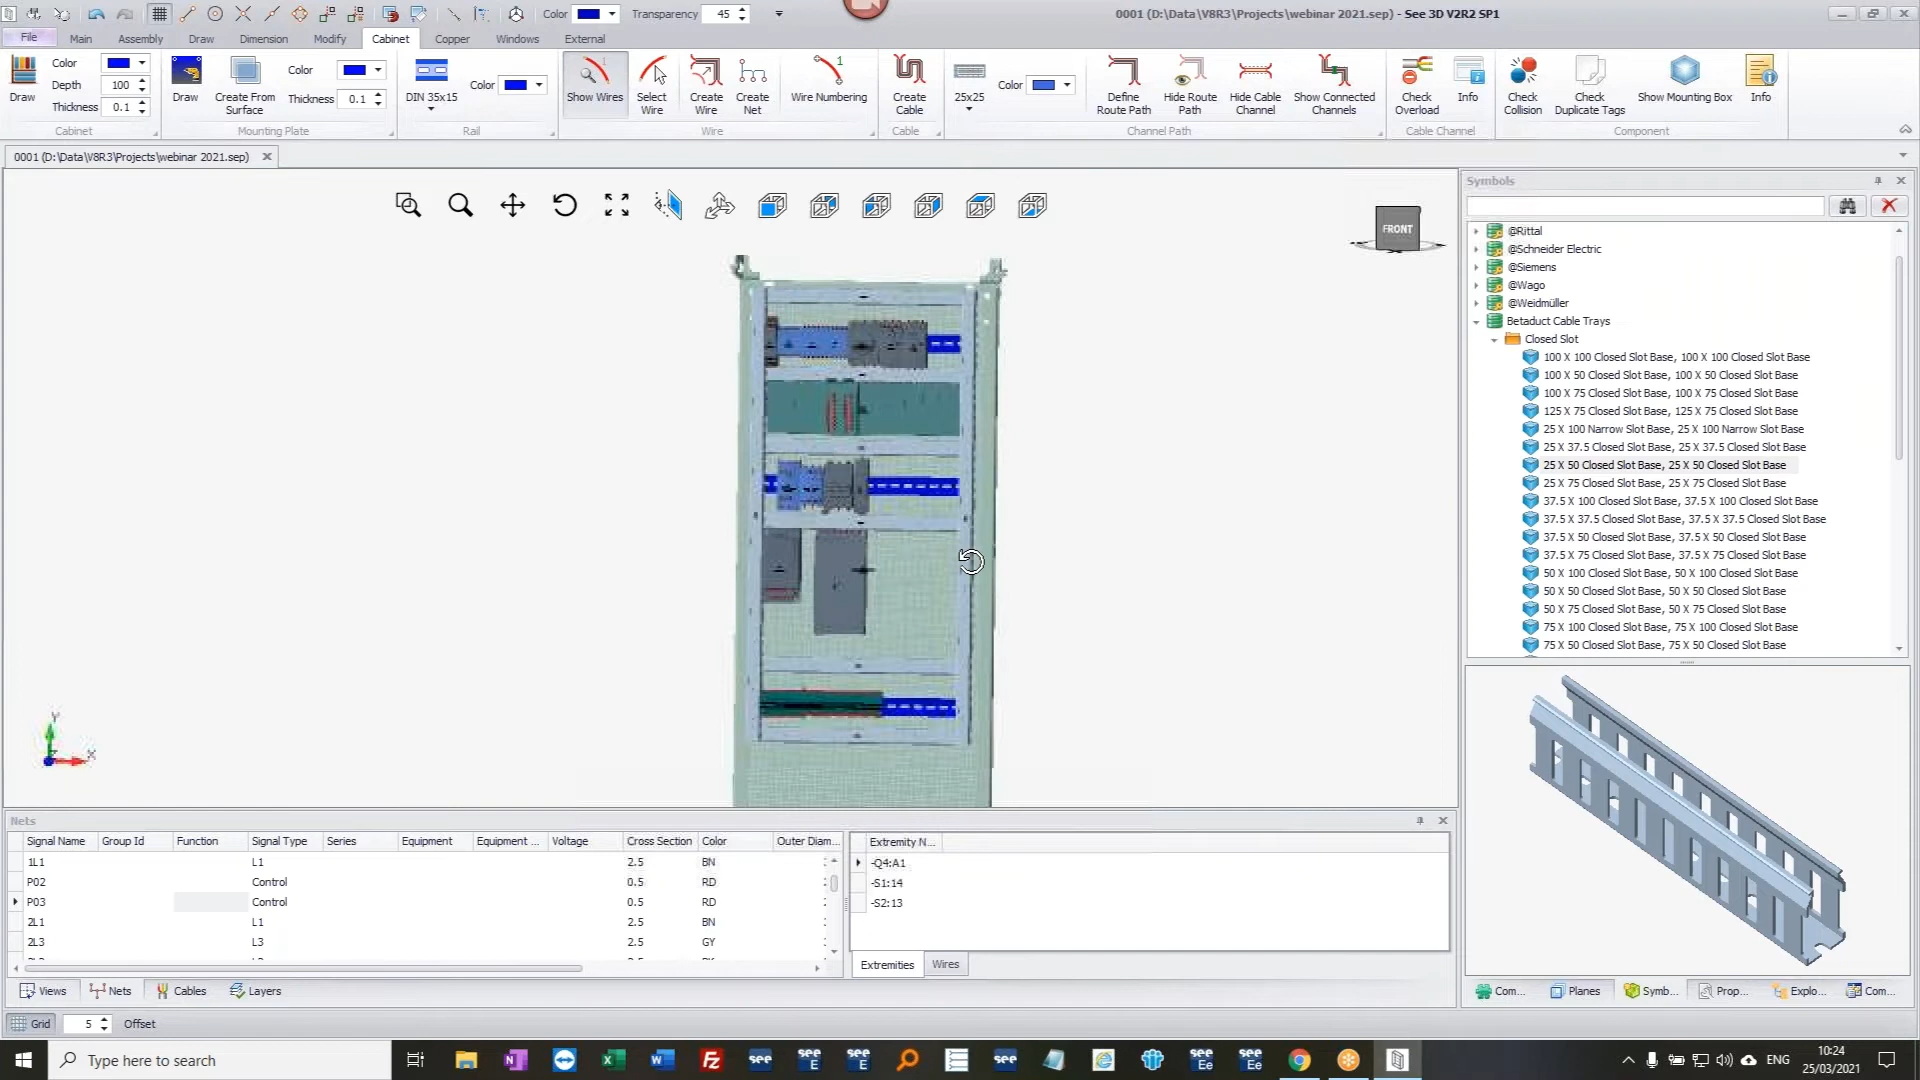 Color
Transparency 45
0001 (D:\Data\V8R3\Projects\webinar 2021.sep) - See 3D V2R2 SP1
File Main Assembly Draw Dimension Modify Cabinet Copper Windows External
Draw
Color
Depth 100
Thickness 0.1
Cabinet
Draw
Create From Surface
Color
Thickness 0.1
Mounting Plate
DIN 35x15
Color
Rail
Show Wires
Select Wire
Create Wire
Create Net
Wire Numbering
Wire
Create Cable
Cable
25x25
Color
Define Route Path
Hide Route Path
Hide Cable Channel
Show Connected Channels
Channel Path
Check Overload
Info
Cable Channel
Check Collision
Check Duplicate Tags
Show Mounting Box
Info
Component
0001 (D:\Data\V8R3\Projects\webinar 2021.sep)
FRONT
Y
X
Z
Symbols
@Rittal
@Schneider Electric
@Siemens
@Wago
@Weidmüller
Betaduct Cable Trays
Closed Slot
100 X 100 Closed Slot Base, 100 X 100 Closed Slot Base
100 X 50 Closed Slot Base, 100 X 50 Closed Slot Base
100 X 75 Closed Slot Base, 100 X 75 Closed Slot Base
125 X 75 Closed Slot Base, 125 X 75 Closed Slot Base
25 X 100 Narrow Slot Base, 25 X 100 Narrow Slot Base
25 X 37.5 Closed Slot Base, 25 X 37.5 Closed Slot Base
25 X 50 Closed Slot Base, 25 X 50 Closed Slot Base
25 X 75 Closed Slot Base, 25 X 75 Closed Slot Base
37.5 X 100 Closed Slot Base, 37.5 X 100 Closed Slot Base
37.5 X 37.5 Closed Slot Base, 37.5 X 37.5 Closed Slot Base
37.5 X 50 Closed Slot Base, 37.5 X 50 Closed Slot Base
37.5 X 75 Closed Slot Base, 37.5 X 75 Closed Slot Base
50 X 100 Closed Slot Base, 50 X 100 Closed Slot Base
50 X 50 Closed Slot Base, 50 X 50 Closed Slot Base
50 X 75 Closed Slot Base, 50 X 75 Closed Slot Base
75 X 100 Closed Slot Base, 75 X 100 Closed Slot Base
75 X 50 Closed Slot Base, 75 X 50 Closed Slot Base
Nets
Signal Name Group Id Function Signal Type Series Equipment Equipment ... Voltage Cross Section Color Outer Diam...
1L1 L1 2.5 BN
P02 Control 0.5 RD
P03 Control 0.5 RD
2L1 L1 2.5 BN
2L3 L3 2.5 GY
Extremity N...
-Q4:A1
-S1:14
-S2:13
Extremities Wires
Views Nets Cables Layers
Com... Planes Symb... Prop... Explo... Com...
Grid 5 Offset
Type here to search
ENG
10:24
25/03/2021